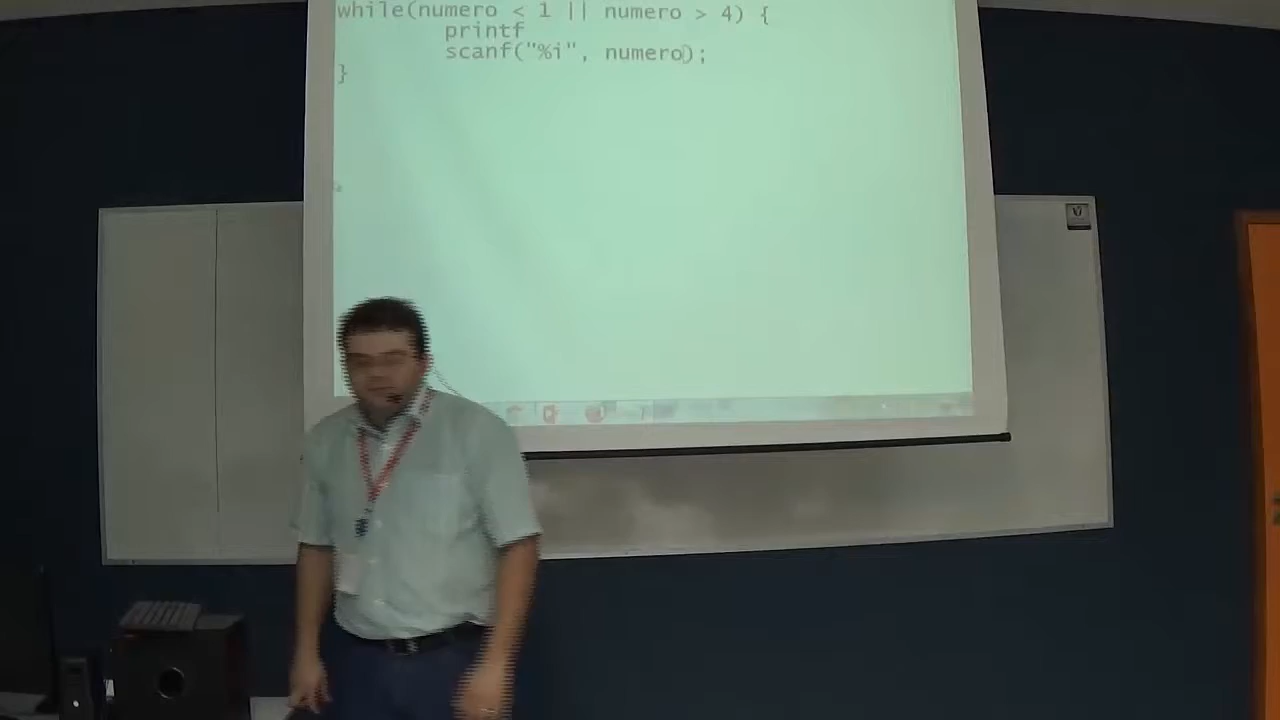 while(numero < 1 || numero > 4) {
printf
scanf("%i", numero);
}